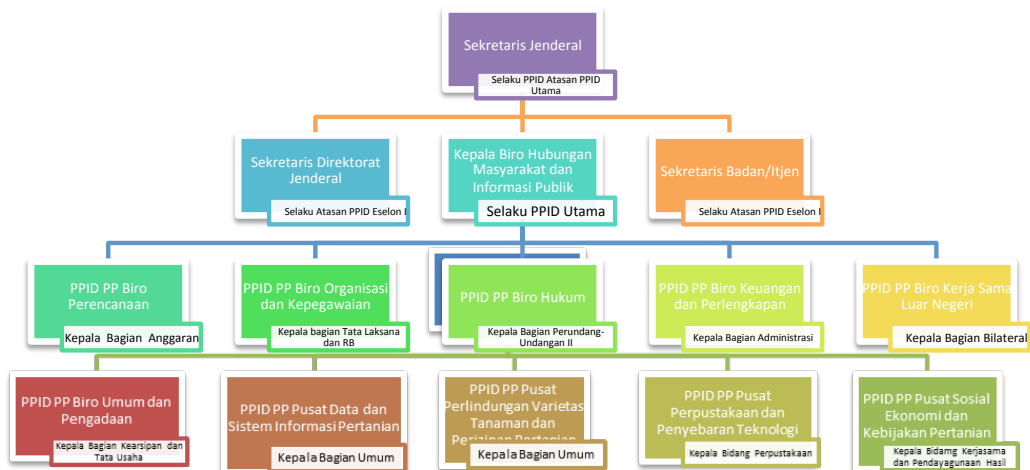 Sekretaris Jenderal
Selaku PPID Atasan PPID
Utama
Sekretaris Direktorat
Jenderal
Selaku Atasan PPID Eselon I
Kepala Biro Hubungan
Masyarakat dan
Informasi Publik
Selaku PPID Utama
Sekretaris Badan/Itjen
Selaku Atasan PPID Eselon I
PPID PP Biro
Perencanaan
Kepala Bagian Anggaran
PPID PP Biro Organisasi
dan Kepegawaian
Kepala bagian Tata Laksana
dan RB
PPID PP Biro Hukum
Kepala Bagian Perundang-
Undangan II
PPID PP Biro Keuangan
dan Perlengkapan
Kepala Bagian Administrasi
PPID PP Biro Kerja Sama
Luar Negeri
Kepala Bagian Bilateral
PPID PP Biro Umum dan
Pengadaan
Kepala Bagian Kearsipan dan
Tata Usaha
PPID PP Pusat Data dan
Sistem Informasi Pertanian
Kepala Bagian Umum
PPID PP Pusat
Perlindungan Varietas
Tanaman dan
Perizinan Pertanian
Kepala Bagian Umum
PPID PP Pusat
Perpustakaan dan
Penyebaran Teknologi
Kepala Bidang Perpustakaan
PPID PP Pusat Sosial
Ekonomi dan
Kebijakan Pertanian
Kepala Bidamg Kerjasama
dan Pendayagunaan Hasil